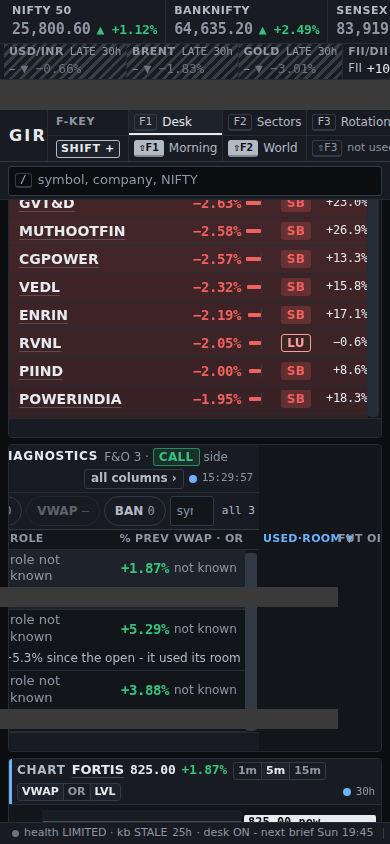 NIFTY 50 BANKNIFTY SENSEX
25,800.60 ▲ +1.12% 64,635.20 ▲ +2.49% 83,919
USD/INR LATE 30h BRENT LATE 30h GOLD LATE 30h FII/DII
– ▼ −0.66% – ▼ −1.83% – ▼ −3.01% FII +10
GIR F-KEY F1 Desk F2 Sectors F3 Rotation
SHIFT + ⇧F1 Morning ⇧F2 World ⇧F3 not used
/ symbol, company, NIFTY
GVT&D −2.63% SB +23.0%
MUTHOOTFIN −2.58% SB +26.9%
CGPOWER −2.57% SB +13.3%
VEDL −2.32% SB +15.8%
ENRIN −2.19% SB +17.1%
RVNL −2.05% LU −0.6%
PIIND −2.00% SB +8.6%
POWERINDIA −1.95% SB +18.3%
IAGNOSTICS F&O 3 · CALL side
all columns › 15:29:57
VWAP — BAN 0 all 3
ROLE % PREV VWAP · OR USED·ROOM ▼ FUT OI
role not known +1.87% not known
role not known +5.29% not known
5.3% since the open - it used its room
role not known +3.88% not known
CHART FORTIS 825.00 +1.87% 1m 5m 15m
VWAP OR LVL 30h
825.00 now
health LIMITED · kb STALE 25h · desk ON - next brief Sun 19:45